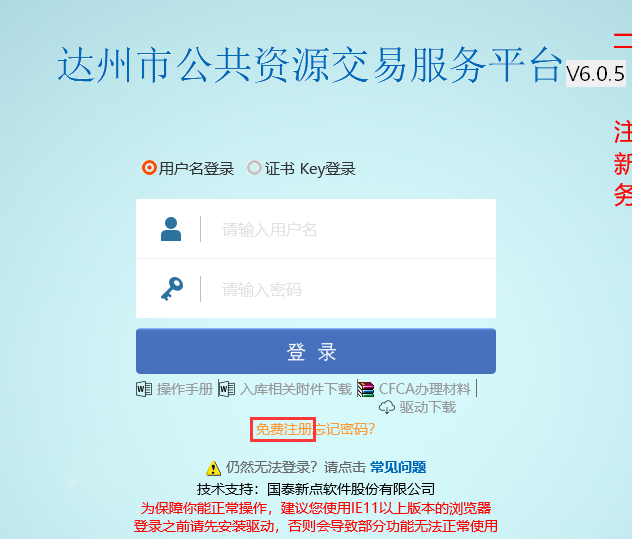 达州市公共资源交易服务平台 V6.0.5
二
注
新
务
用户名登录 证书 Key登录
请输入用户名
请输入密码
登 录
操作手册 入库相关附件下载 CFCA办理材料
驱动下载
免费注册忘记密码?
仍然无法登录? 请点击 常见问题
技术支持：国泰新点软件股份有限公司
为保障你能正常操作，建议您使用IE11以上版本的浏览器
登录之前请先安装驱动，否则会导致部分功能无法正常使用